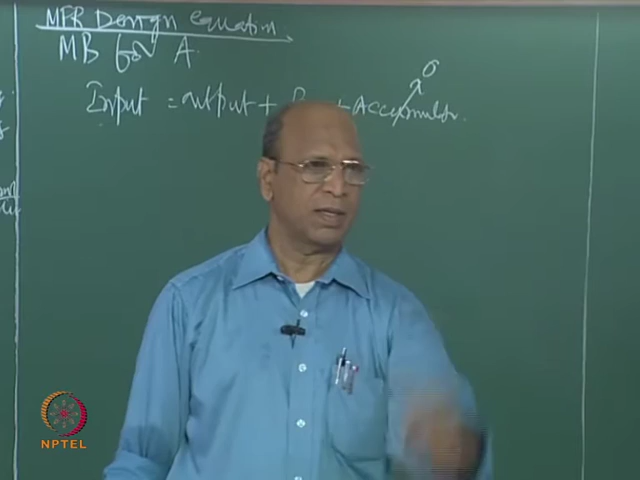 MFR Design equation
MB for A.
Input = output + + Accumulation.
0
NPTEL